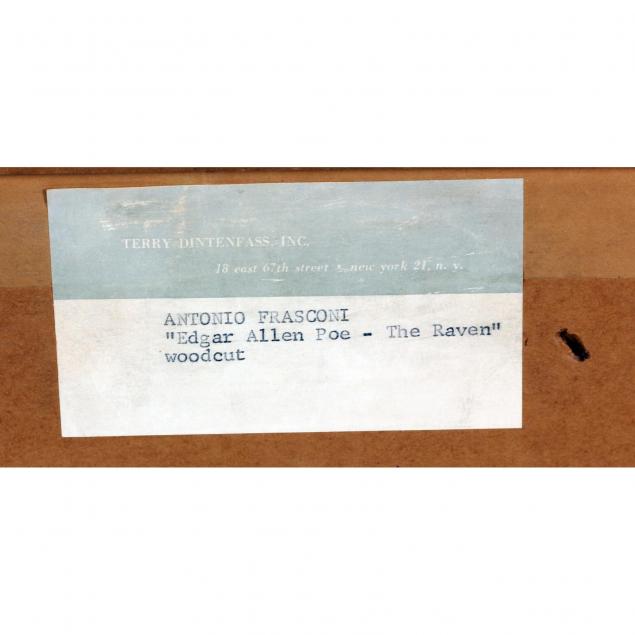 TERRY DINTENFASS, INC.
18 east 67th street new york 21, n. y.
ANTONIO FRASCONI
"Edgar Allen Poe - The Raven"
woodcut